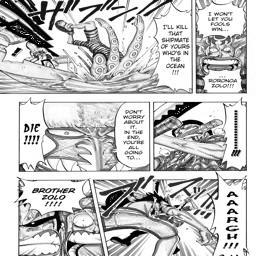 I WON'T
LET YOU
FOOLS
WIN...
RORONOA
ZOLO!!!
I'LL KILL
THAT
SHIPMATE OF
YOURS
WHO'S IN
THE
OCEAN
!!!
DON'T
WORRY
ABOUT
IT.
IN THE
END,
YOU'RE
ALL
GOING
TO...
DIE
!!!!
BROTHER
ZOLO
!!!!
AAAARGH!!!